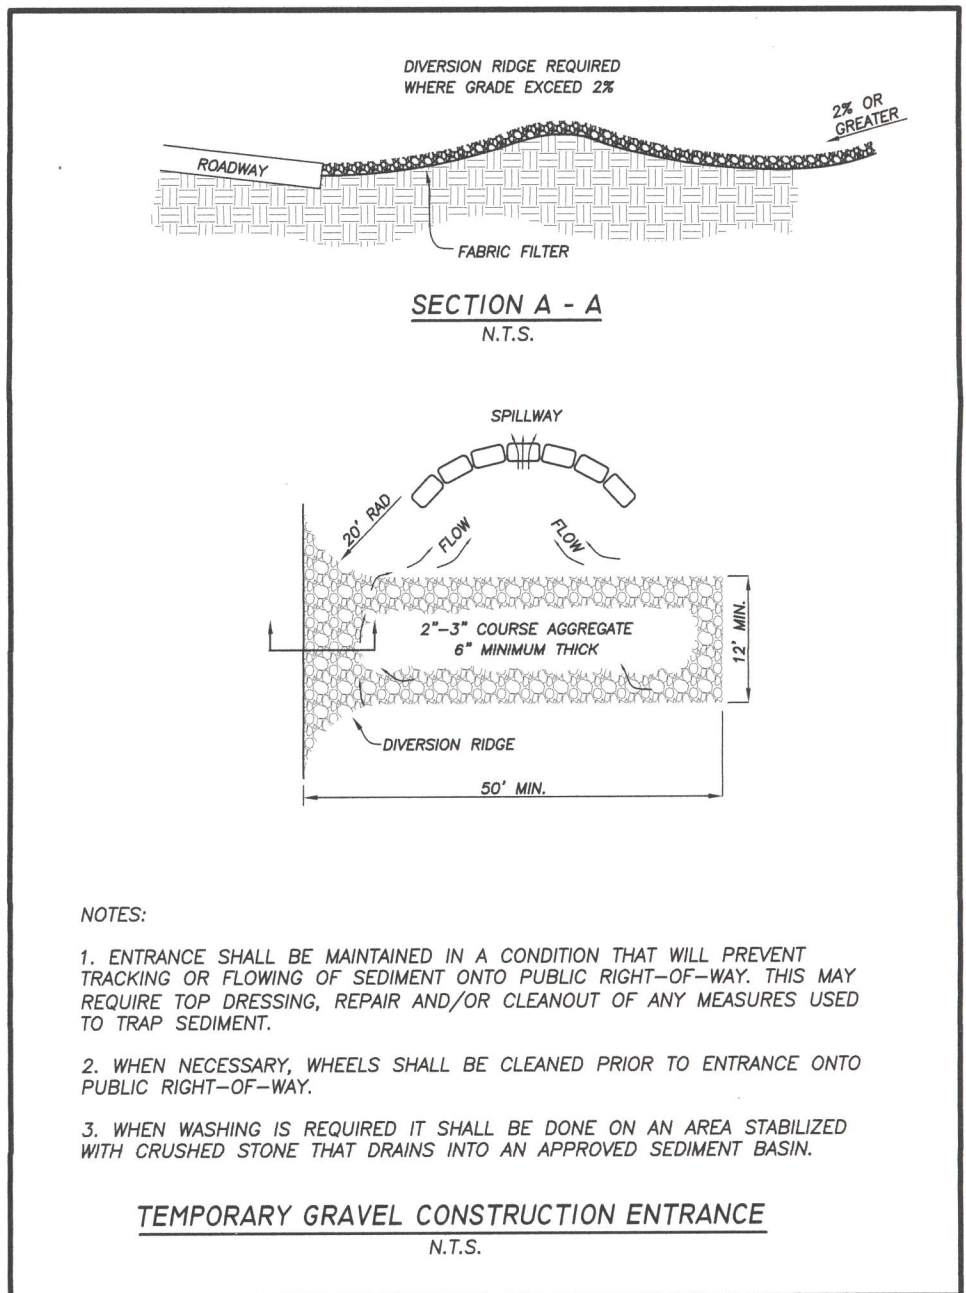 DIVERSION RIDGE REQUIRED
WHERE GRADE EXCEED 2%
2% OR
GREATER
ROADWAY
FABRIC FILTER
SECTION A - A
N.T.S.
SPILLWAY
20' RAD
FLOW
FLOW
2"-3" COURSE AGGREGATE
6" MINIMUM THICK
12' MIN.
DIVERSION RIDGE
50' MIN.
NOTES:
1. ENTRANCE SHALL BE MAINTAINED IN A CONDITION THAT WILL PREVENT
TRACKING OR FLOWING OF SEDIMENT ONTO PUBLIC RIGHT-OF-WAY. THIS MAY
REQUIRE TOP DRESSING, REPAIR AND/OR CLEANOUT OF ANY MEASURES USED
TO TRAP SEDIMENT.
2. WHEN NECESSARY, WHEELS SHALL BE CLEANED PRIOR TO ENTRANCE ONTO
PUBLIC RIGHT-OF-WAY.
3. WHEN WASHING IS REQUIRED IT SHALL BE DONE ON AN AREA STABILIZED
WITH CRUSHED STONE THAT DRAINS INTO AN APPROVED SEDIMENT BASIN.
TEMPORARY GRAVEL CONSTRUCTION ENTRANCE
N.T.S.